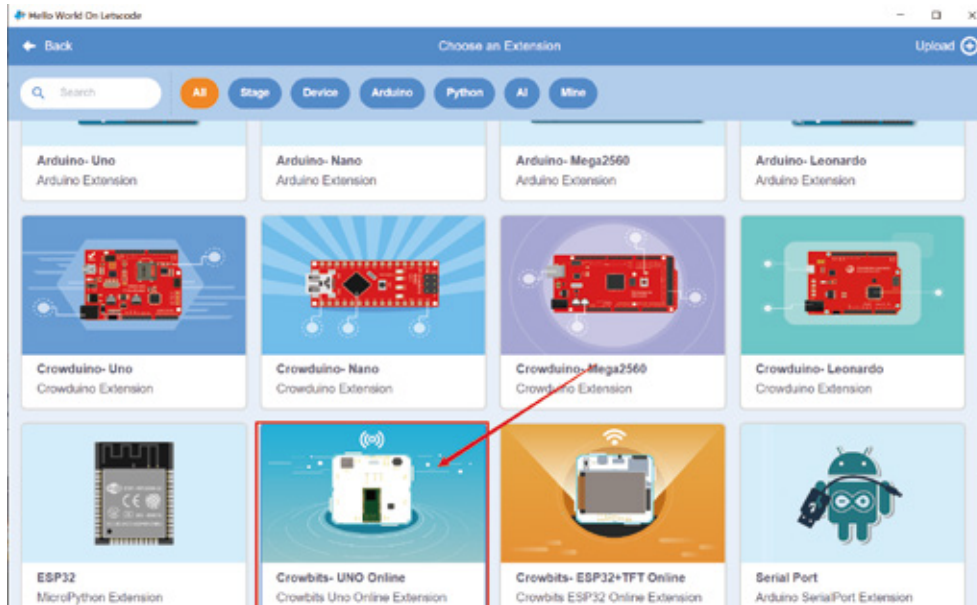 Hello World On Letscode
Back
Choose an Extension
Upload
Search
All
Stage
Device
Arduino
Python
AI
Mine
Arduino- Uno
Arduino Extension
Arduino- Nano
Arduino Extension
Arduino- Mega2560
Arduino Extension
Arduino- Leonardo
Arduino Extension
Crowduino- Uno
Crowduino Extension
Crowduino- Nano
Crowduino Extension
Crowduino- Mega2560
Crowduino Extension
Crowduino- Leonardo
Crowduino Extension
ESP32
MicroPython Extension
Crowbits- UNO Online
Crowbits Uno Online Extension
Crowbits- ESP32+TFT Online
Crowbits ESP32 Online Extension
Serial Port
Arduino SerialPort Extension